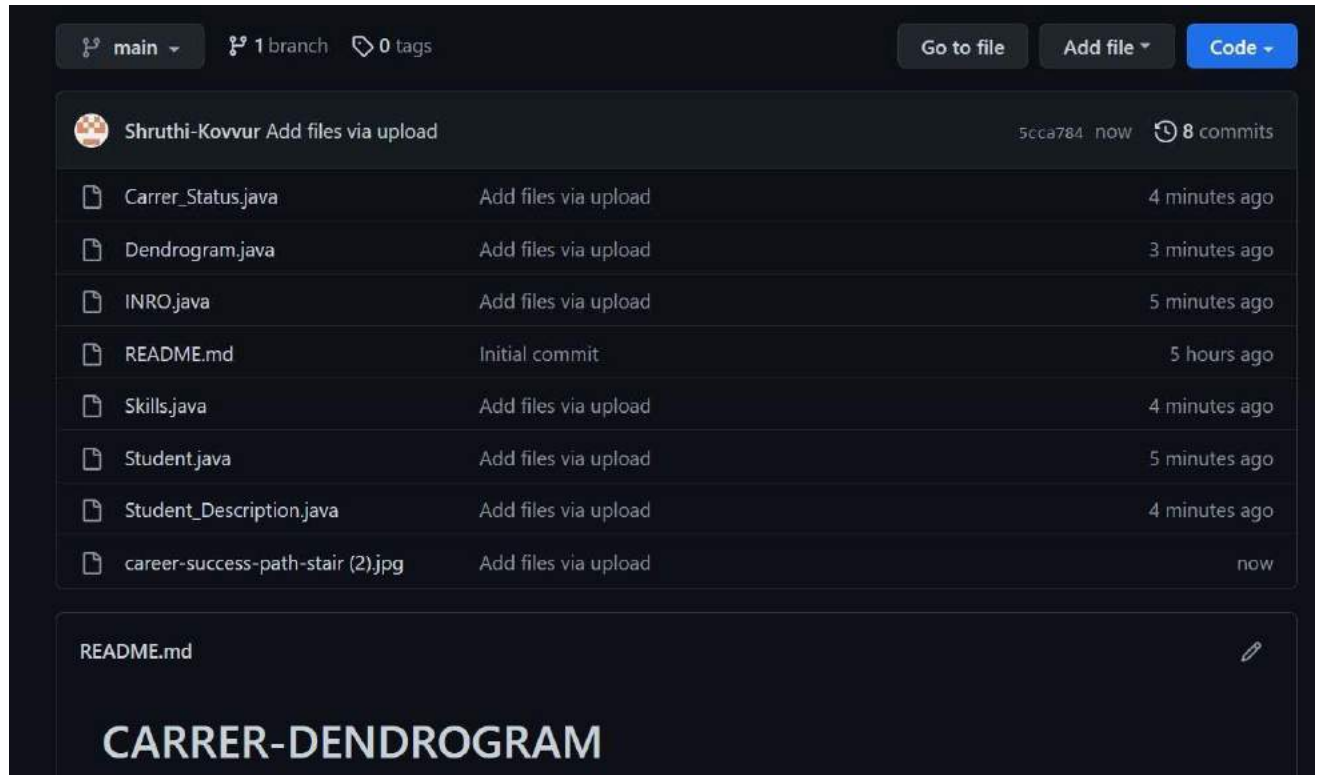 main 1 branch 0 tags Go to file Add file Code
Shruthi-Kovvur Add files via upload 5cca784 now 8 commits
Carrer_Status.java Add files via upload 4 minutes ago
Dendrogram.java Add files via upload 3 minutes ago
INRO.java Add files via upload 5 minutes ago
README.md Initial commit 5 hours ago
Skills.java Add files via upload 4 minutes ago
Student.java Add files via upload 5 minutes ago
Student_Description.java Add files via upload 4 minutes ago
career-success-path-stair (2).jpg Add files via upload now
README.md
CARRER-DENDROGRAM